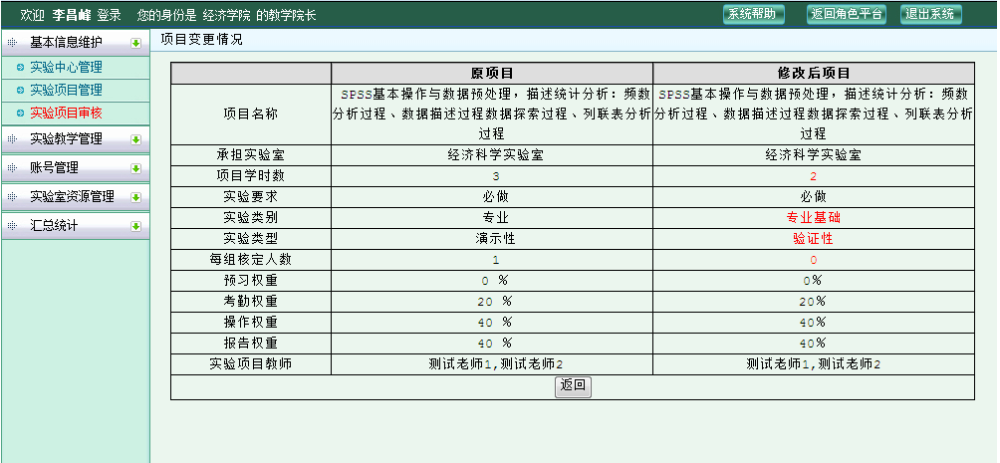 欢迎 李昌峰 登录 您的身份是 经济学院 的教学院长
系统帮助 返回角色平台 退出系统
基本信息维护
实验中心管理
实验项目管理
实验项目审核
实验教学管理
账号管理
实验室资源管理
汇总统计
项目变更情况
原项目 修改后项目
项目名称
SPSS基本操作与数据预处理，描述统计分析：频数
分析过程、数据描述过程数据探索过程、列联表分析
过程
SPSS基本操作与数据预处理，描述统计分析：频数
分析过程、数据描述过程数据探索过程、列联表分析
过程
承担实验室 经济科学实验室 经济科学实验室
项目学时数 3 2
实验要求 必做 必做
实验类别 专业 专业基础
实验类型 演示性 验证性
每组核定人数 1 0
预习权重 0 % 0%
考勤权重 20 % 20%
操作权重 40 % 40%
报告权重 40 % 40%
实验项目教师 测试老师1,测试老师2 测试老师1,测试老师2
返回